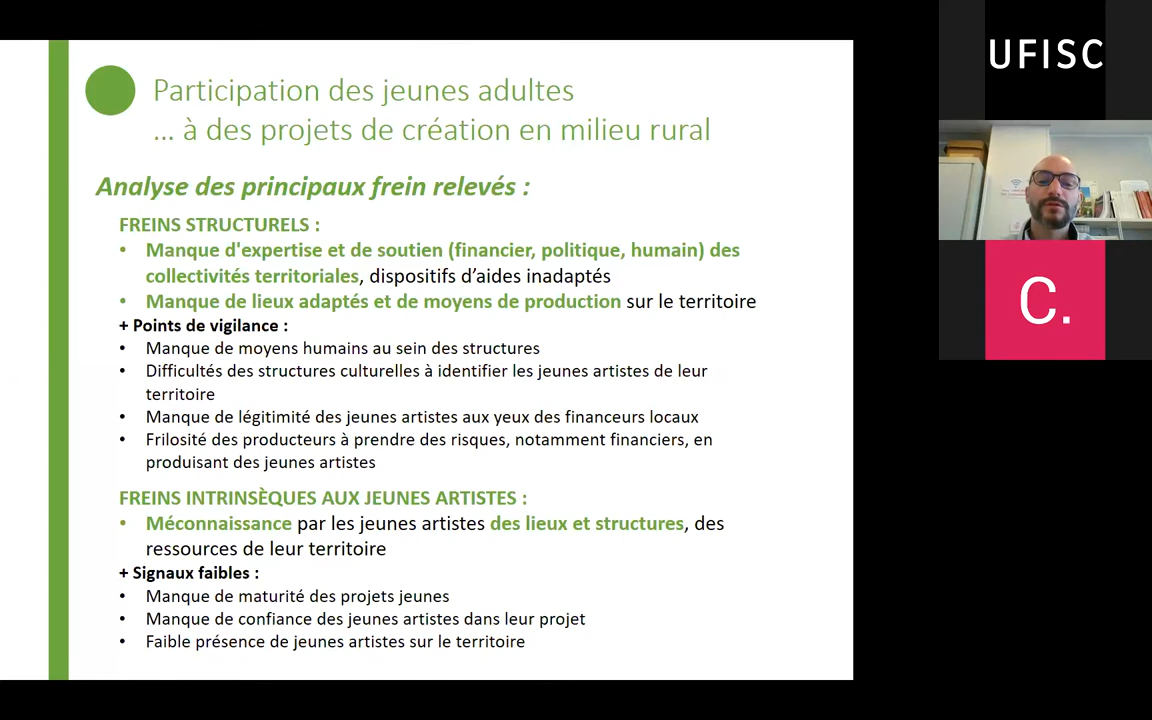 Participation des jeunes adultes
... à des projets de création en milieu rural
Analyse des principaux frein relevés :
FREINS STRUCTURELS :
• Manque d'expertise et de soutien (financier, politique, humain) des
collectivités territoriales, dispositifs d’aides inadaptés
• Manque de lieux adaptés et de moyens de production sur le territoire
+ Points de vigilance :
• Manque de moyens humains au sein des structures
• Difficultés des structures culturelles à identifier les jeunes artistes de leur
territoire
• Manque de légitimité des jeunes artistes aux yeux des financeurs locaux
• Frilosité des producteurs à prendre des risques, notamment financiers, en
produisant des jeunes artistes
FREINS INTRINSÈQUES AUX JEUNES ARTISTES :
• Méconnaissance par les jeunes artistes des lieux et structures, des
ressources de leur territoire
+ Signaux faibles :
• Manque de maturité des projets jeunes
• Manque de confiance des jeunes artistes dans leur projet
• Faible présence de jeunes artistes sur le territoire
UFISC
C.